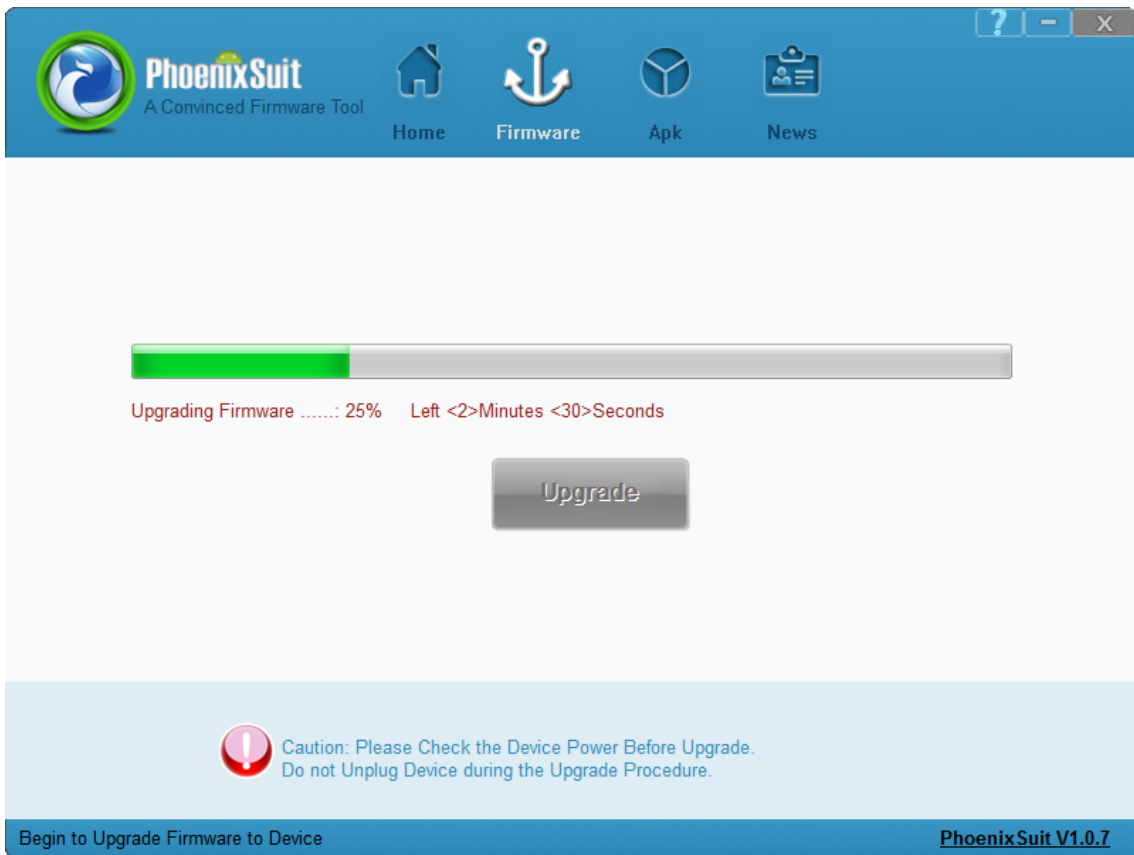 ? – X
PhoenixSuit
A Convinced Firmware Tool
Home Firmware Apk News
Upgrading Firmware ......: 25% Left <2>Minutes <30>Seconds
Upgrade
Caution: Please Check the Device Power Before Upgrade.
Do not Unplug Device during the Upgrade Procedure.
Begin to Upgrade Firmware to Device PhoenixSuit V1.0.7